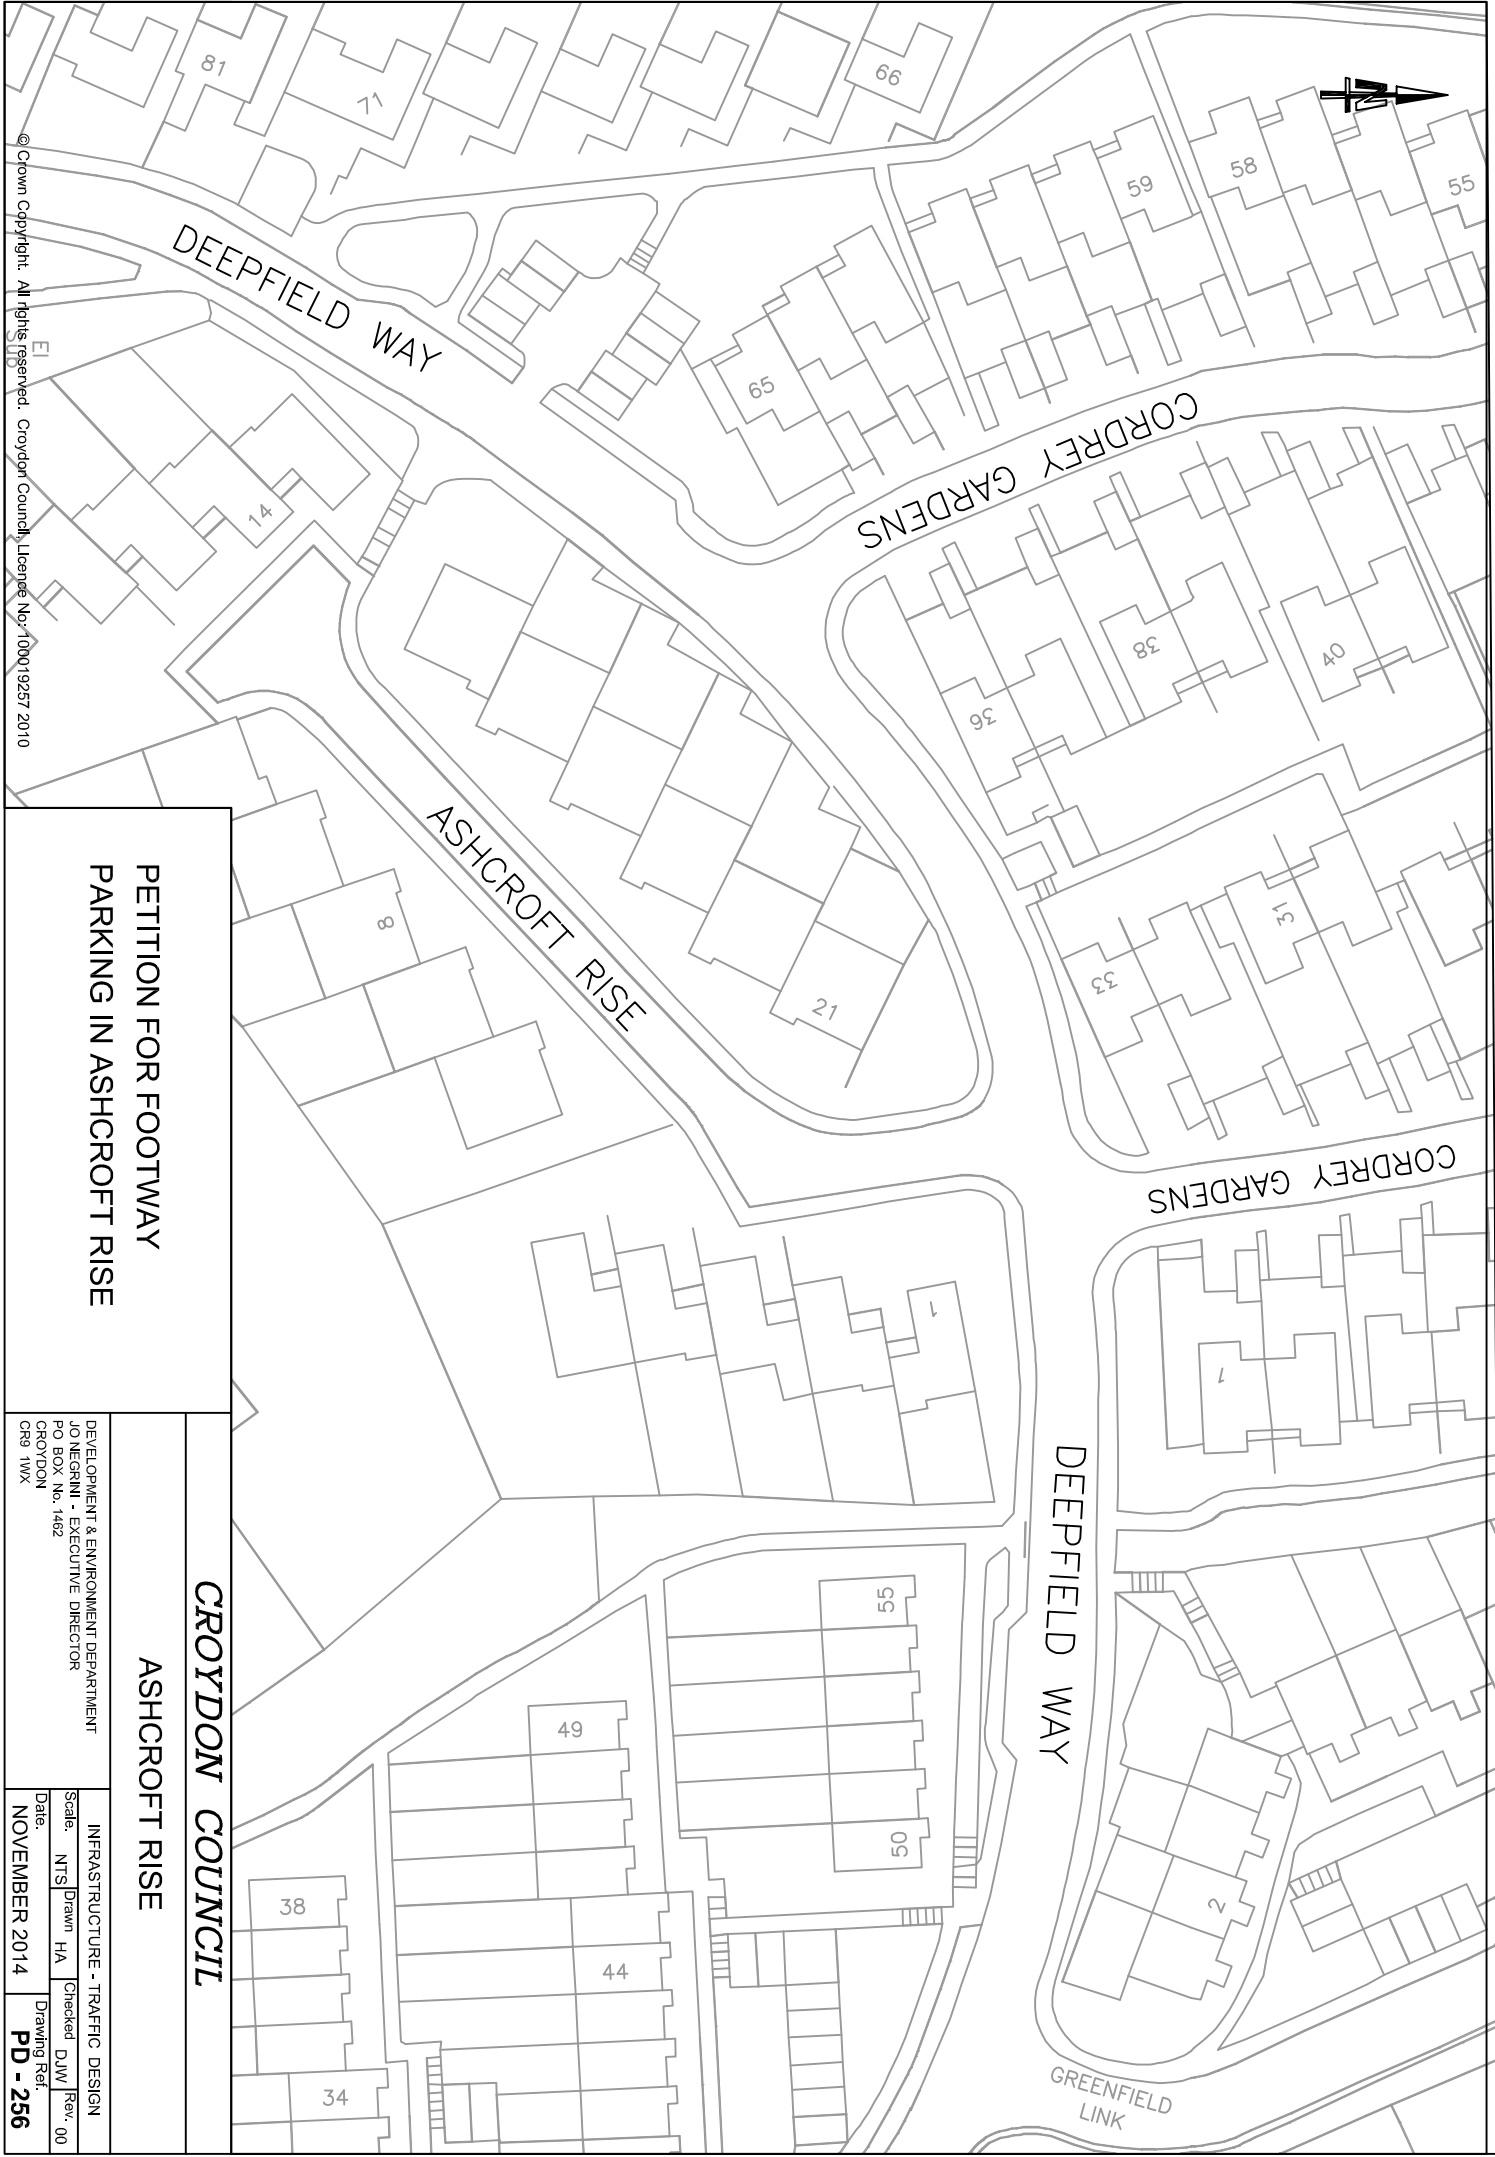 N
81
71
66
59
58
55
65
DEEPFIELD WAY
CORDREY GARDENS
El
Sub
14
36
38
40
33
31
21
8
ASHCROFT RISE
CORDREY GARDENS
1
1
DEEPFIELD WAY
55
50
49
44
38
34
2
GREENFIELD
LINK
© Crown Copyright. All rights reserved. Croydon Council, Licence No: 100019257 2010
PETITION FOR FOOTWAY
PARKING IN ASHCROFT RISE
CROYDON COUNCIL
ASHCROFT RISE
DEVELOPMENT & ENVIRONMENT DEPARTMENT
JO NEGRINI - EXECUTIVE DIRECTOR
PO BOX No. 1462
CROYDON
CR9 1WX
INFRASTRUCTURE - TRAFFIC DESIGN
Scale. NTS Drawn HA Checked DJW Rev. 00
Date. NOVEMBER 2014
Drawing Ref. PD - 256